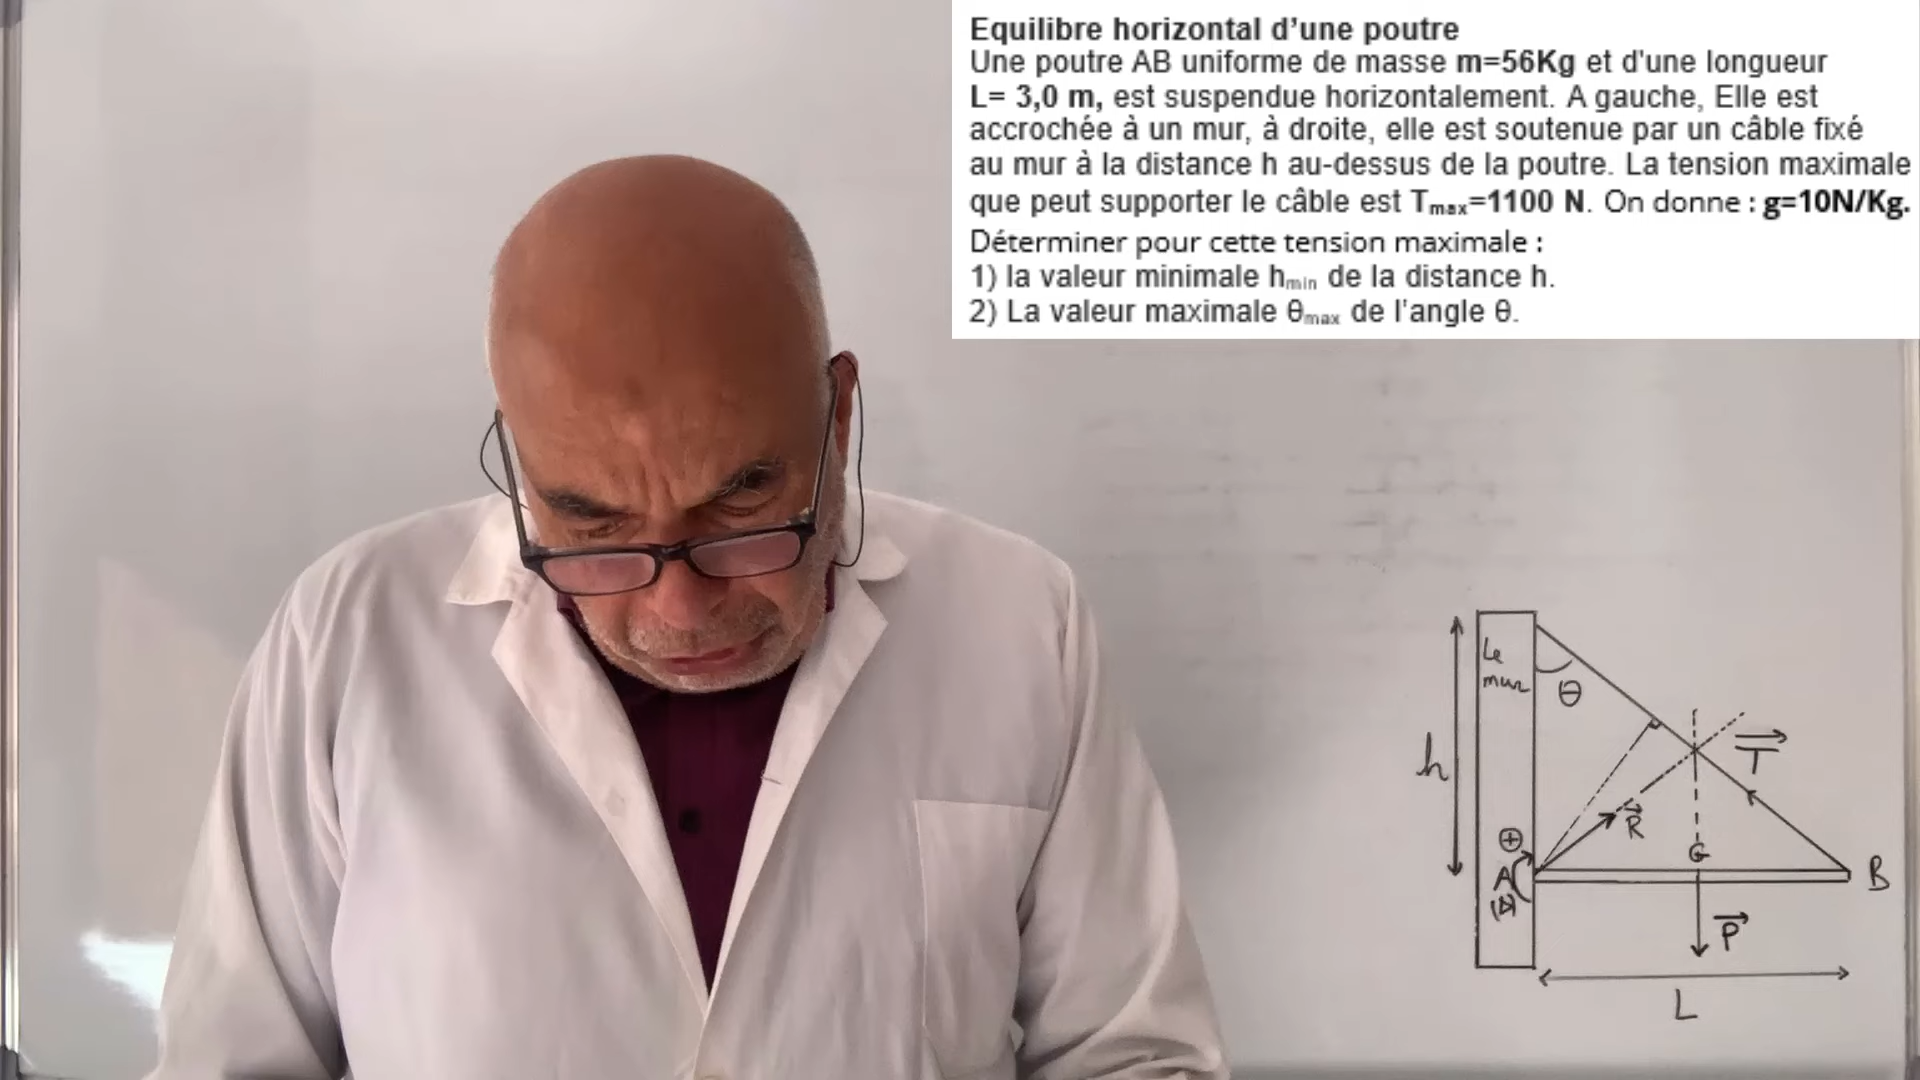 Equilibre horizontal d’une poutre
Une poutre AB uniforme de masse m=56Kg et d'une longueur
L= 3,0 m, est suspendue horizontalement. A gauche, Elle est
accrochée à un mur, à droite, elle est soutenue par un câble fixé
au mur à la distance h au-dessus de la poutre. La tension maximale
que peut supporter le câble est Tmax=1100 N. On donne : g=10N/Kg.
Déterminer pour cette tension maximale :
1) la valeur minimale hmin de la distance h.
2) La valeur maximale θmax de l'angle θ.
Le
mur
θ
T
h
R
⊕
G
A
B
(Δ)
P
L